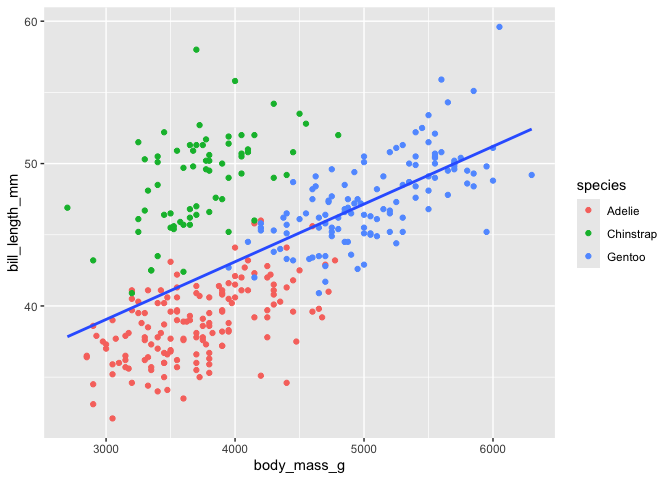 60
50
40
bill_length_mm
3000 4000 5000 6000
body_mass_g
species
Adelie
Chinstrap
Gentoo